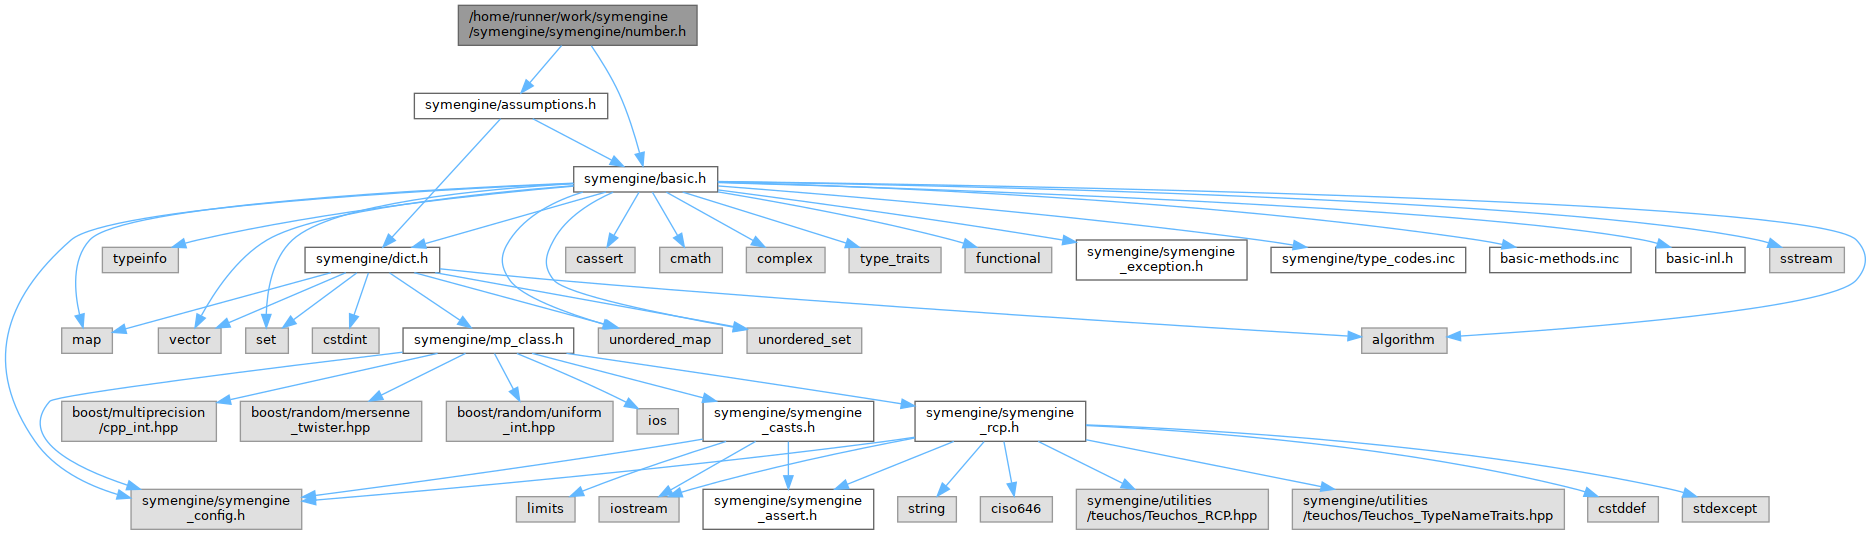 /home/runner/work/symengine
/symengine/symengine/number.h
symengine/assumptions.h
symengine/basic.h
typeinfo
symengine/dict.h
cassert
cmath
complex
type_traits
functional
symengine/symengine
_exception.h
symengine/type_codes.inc
basic-methods.inc
basic-inl.h
sstream
map
vector
set
cstdint
symengine/mp_class.h
unordered_map
unordered_set
algorithm
boost/multiprecision
/cpp_int.hpp
boost/random/mersenne
_twister.hpp
boost/random/uniform
_int.hpp
ios
symengine/symengine
_casts.h
symengine/symengine
_rcp.h
symengine/symengine
_config.h
limits
iostream
symengine/symengine
_assert.h
string
ciso646
symengine/utilities
/teuchos/Teuchos_RCP.hpp
symengine/utilities
/teuchos/Teuchos_TypeNameTraits.hpp
cstddef
stdexcept